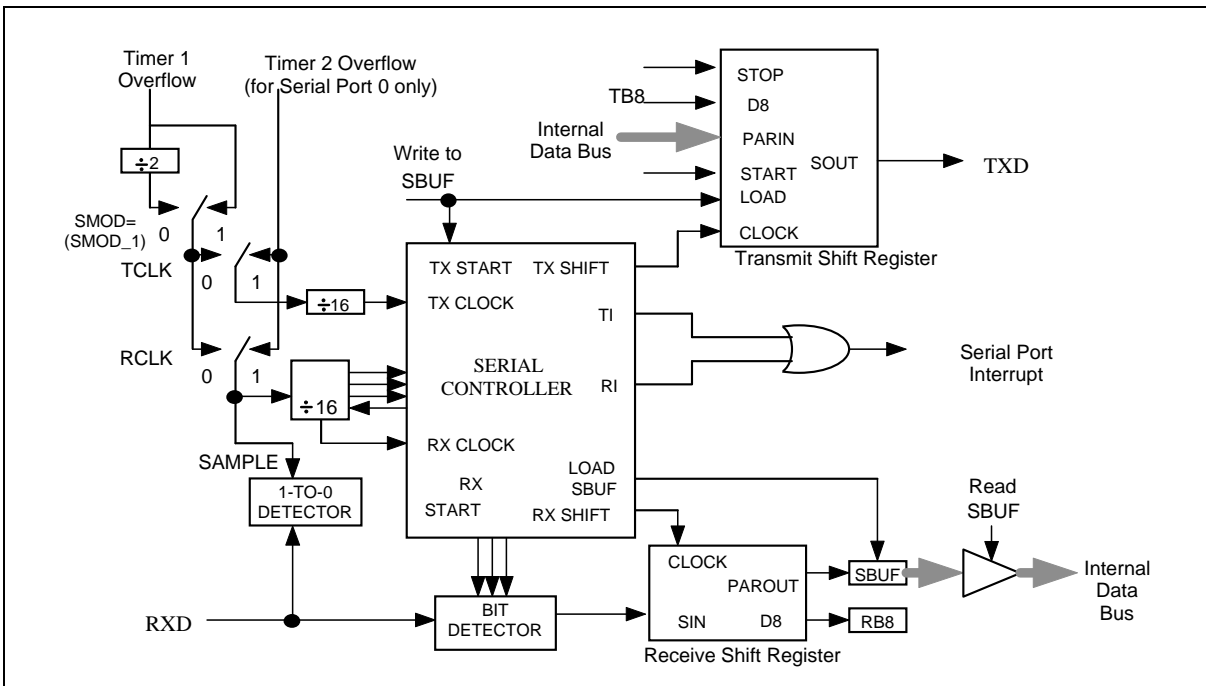 Timer 1
Overflow
Timer 2 Overflow
(for Serial Port 0 only)
÷2
SMOD=
(SMOD_1)
0
1
TCLK
0
1
÷16
RCLK
0
1
÷16
SAMPLE
1-TO-0
DETECTOR
RXD
Write to
SBUF
TX START
TX SHIFT
TX CLOCK
TI
SERIAL
CONTROLLER
RI
RX CLOCK
LOAD
SBUF
RX
START
RX SHIFT
BIT
DETECTOR
TB8
Internal
Data Bus
STOP
D8
PARIN
SOUT
START
LOAD
CLOCK
Transmit Shift Register
TXD
Serial Port
Interrupt
CLOCK
PAROUT
SIN
D8
Receive Shift Register
SBUF
RB8
Read
SBUF
Internal
Data
Bus